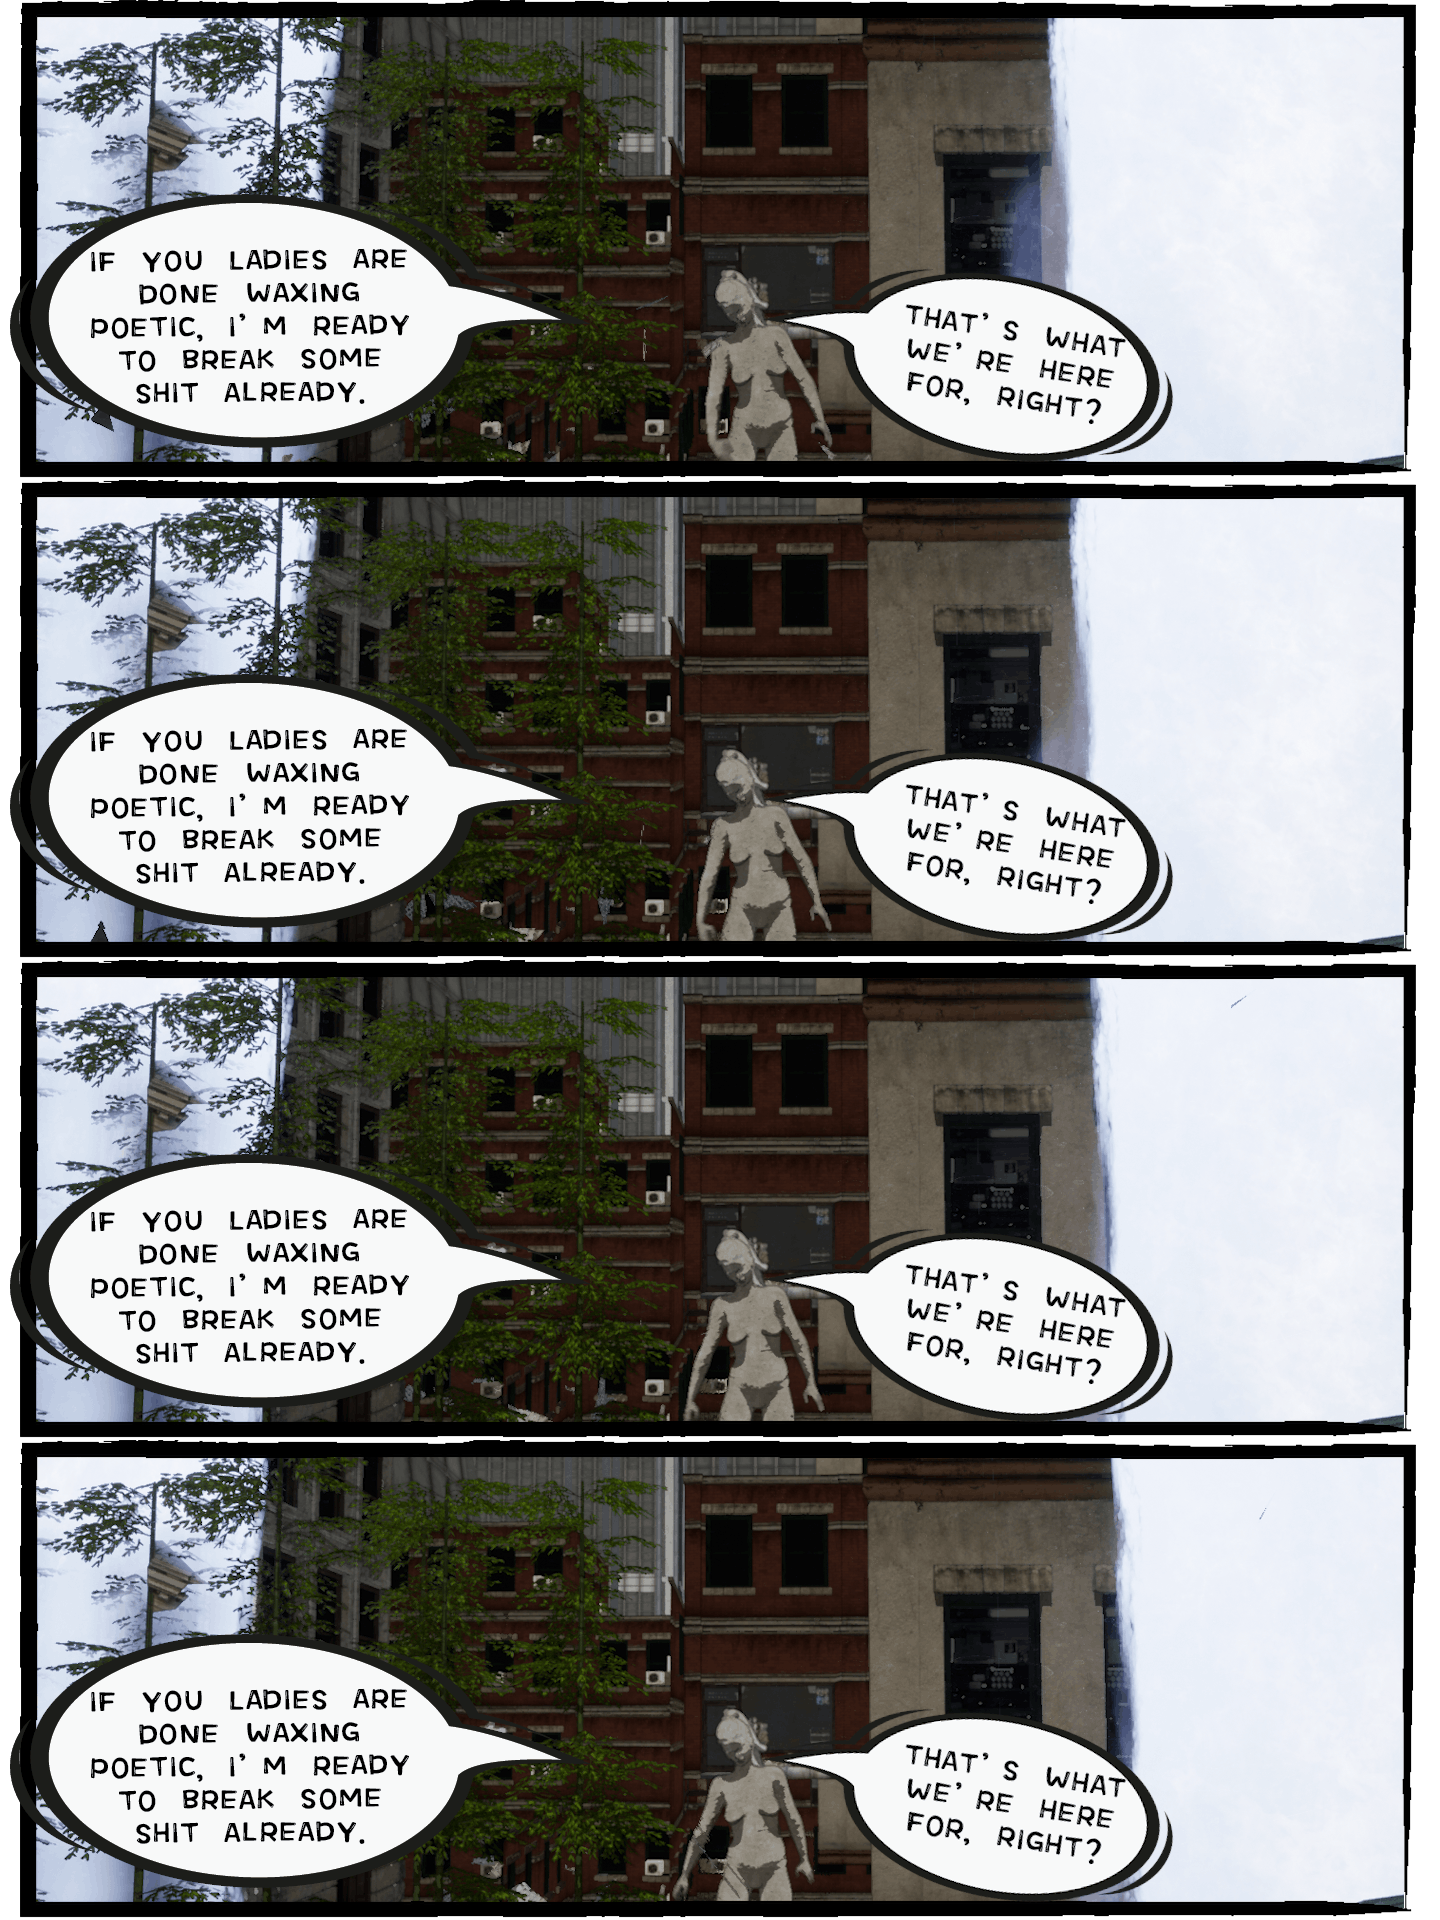 IF YOU LADIES ARE
DONE WAXING
POETIC, I'M READY
TO BREAK SOME
SHIT ALREADY.
THAT'S WHAT
WE'RE HERE
FOR, RIGHT?
IF YOU LADIES ARE
DONE WAXING
POETIC, I'M READY
TO BREAK SOME
SHIT ALREADY.
THAT'S WHAT
WE'RE HERE
FOR, RIGHT?
IF YOU LADIES ARE
DONE WAXING
POETIC, I'M READY
TO BREAK SOME
SHIT ALREADY.
THAT'S WHAT
WE'RE HERE
FOR, RIGHT?
IF YOU LADIES ARE
DONE WAXING
POETIC, I'M READY
TO BREAK SOME
SHIT ALREADY.
THAT'S WHAT
WE'RE HERE
FOR, RIGHT?